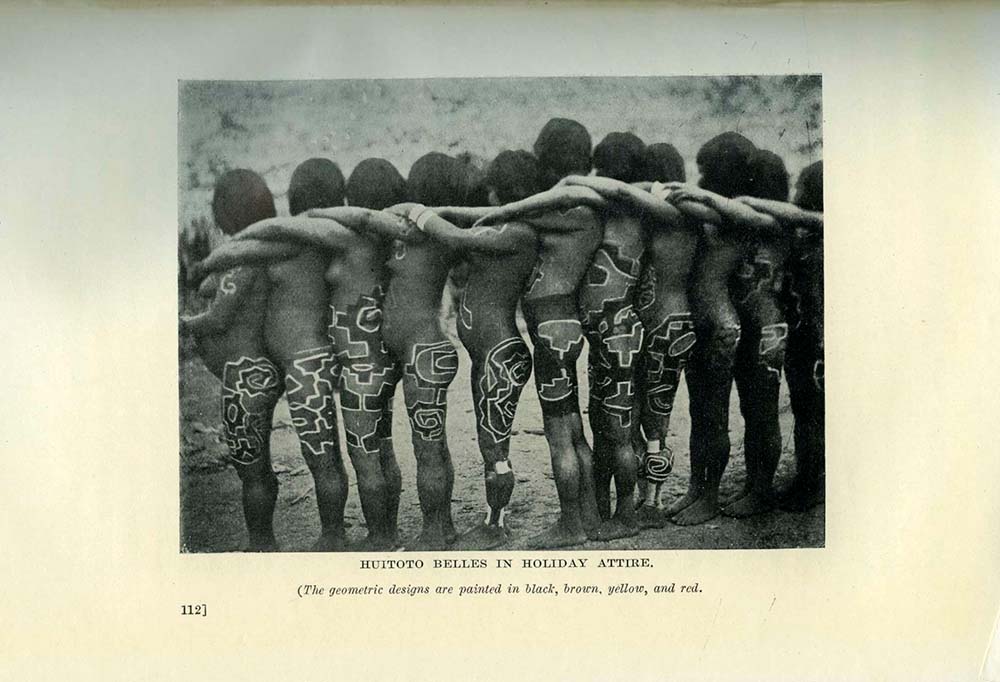 HUITOTO BELLES IN HOLIDAY ATTIRE.
(The geometric designs are painted in black, brown, yellow, and red.
112]